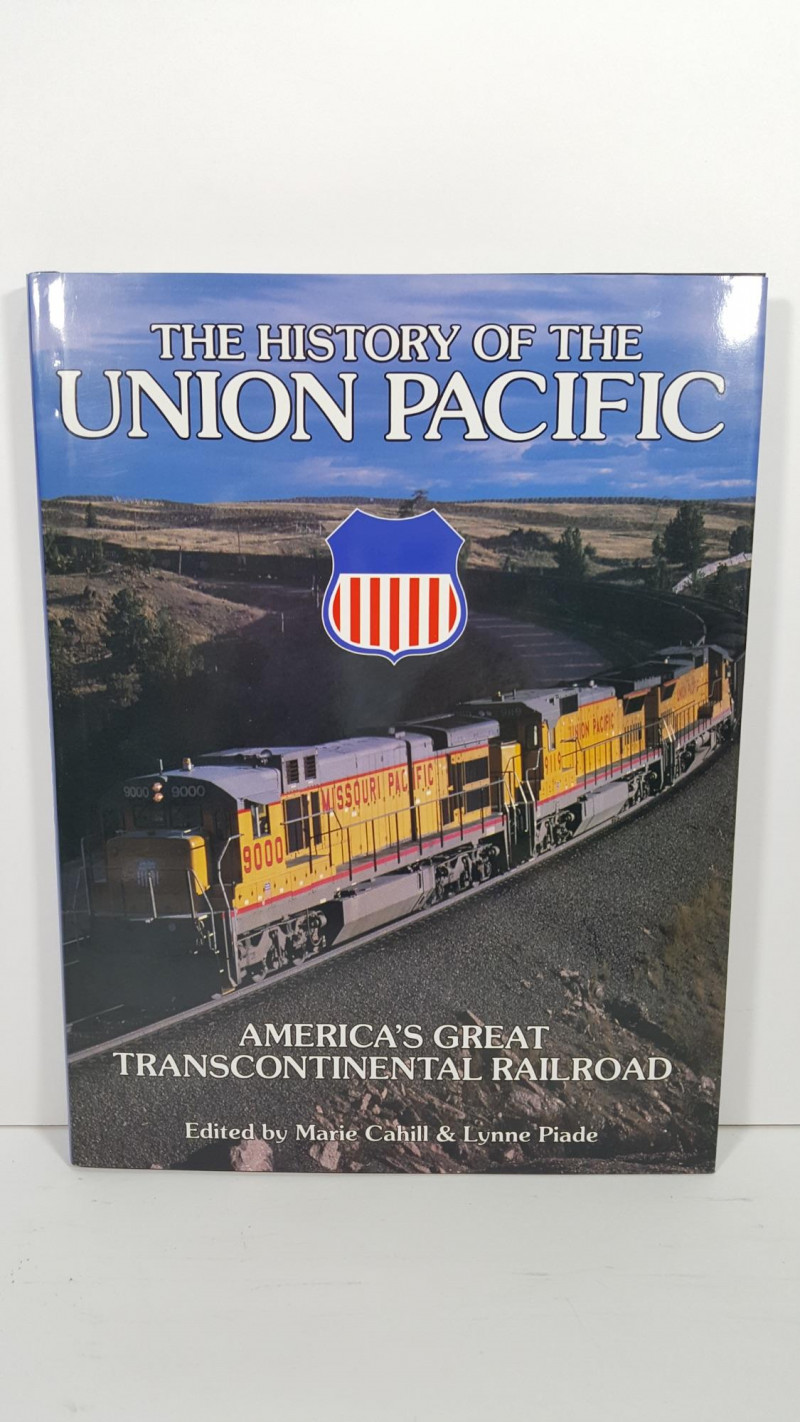 THE HISTORY OF THE
UNION PACIFIC
9000 9000
9000
MISSOURI PACIFIC
UNION PACIFIC
AMERICA'S GREAT
TRANSCONTINENTAL RAILROAD
Edited by Marie Cahill & Lynne Piade